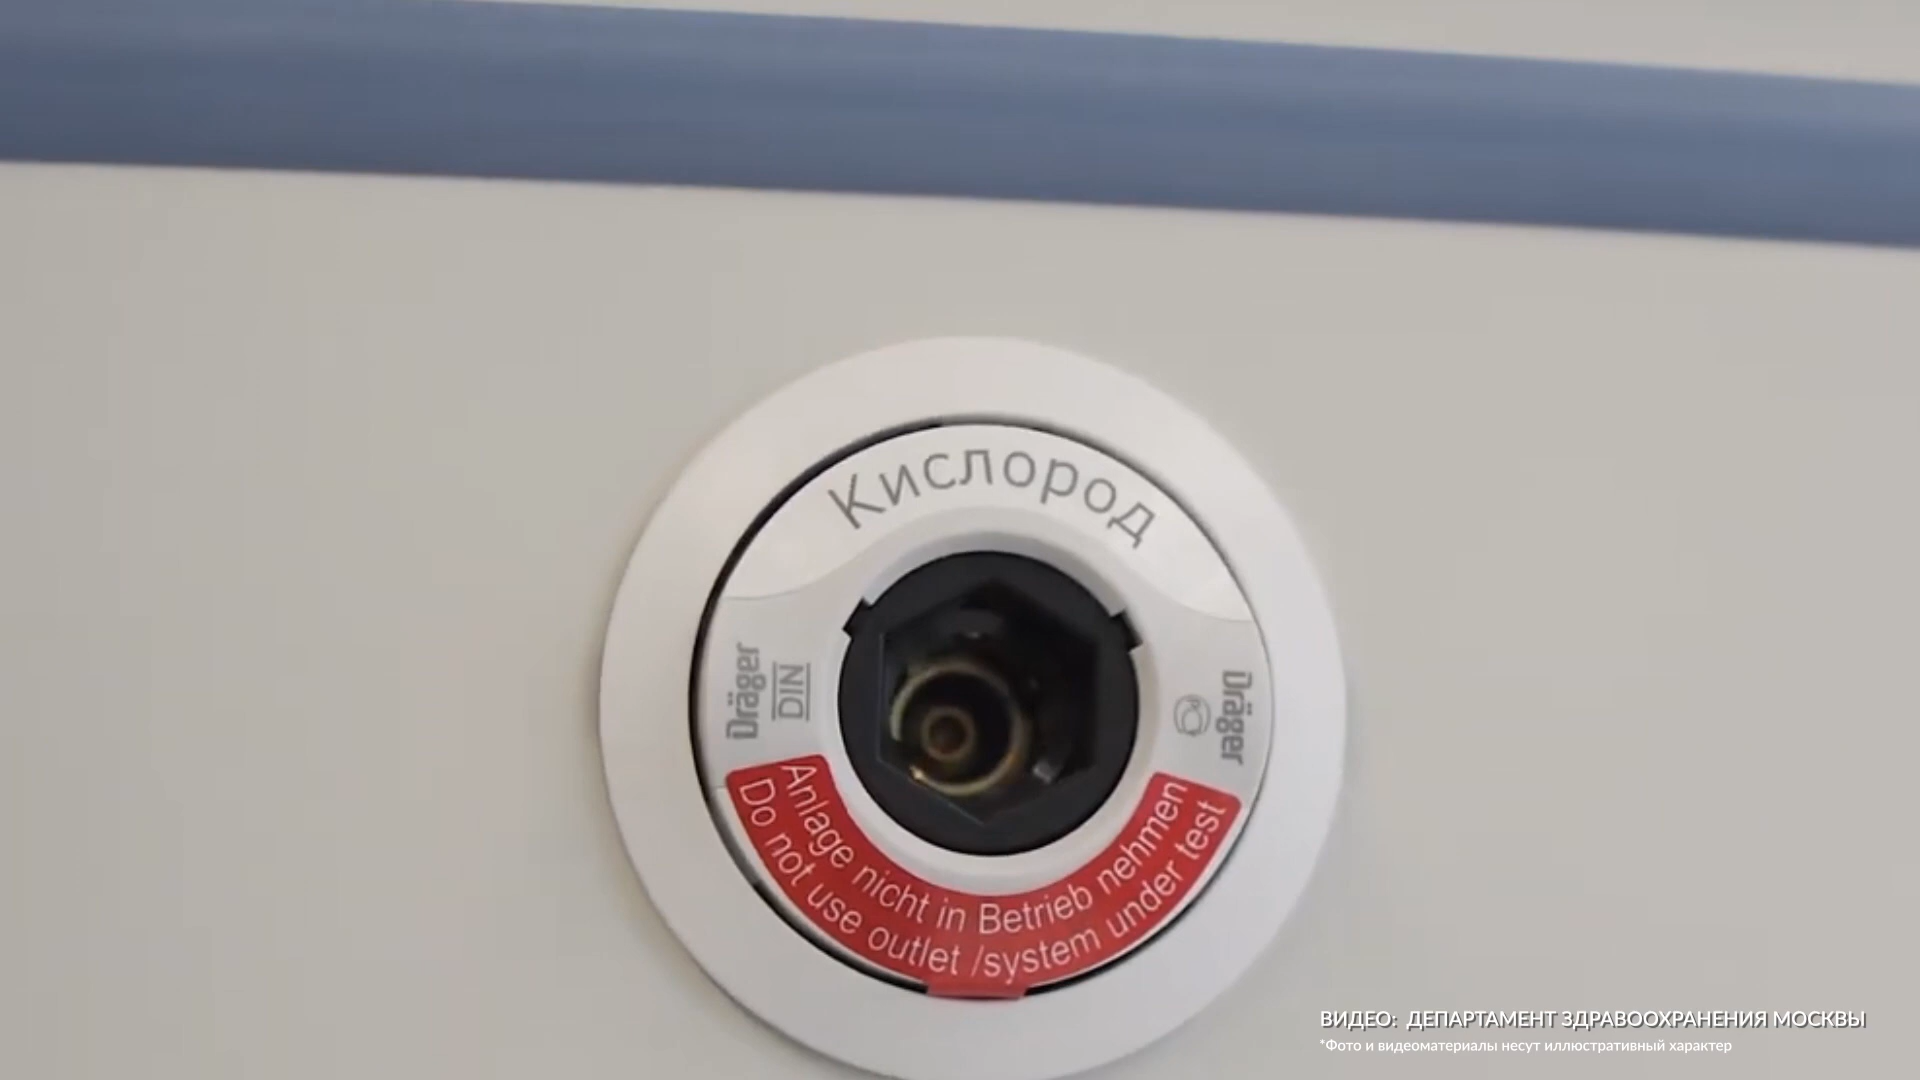 Кислород
Dräger
DIN
Dräger
Anlage nicht in Betrieb nehmen
Do not use outlet /system under test
ВИДЕО: ДЕПАРТАМЕНТ ЗДРАВООХРАНЕНИЯ МОСКВЫ
*Фото и видеоматериалы несут иллюстративный характер